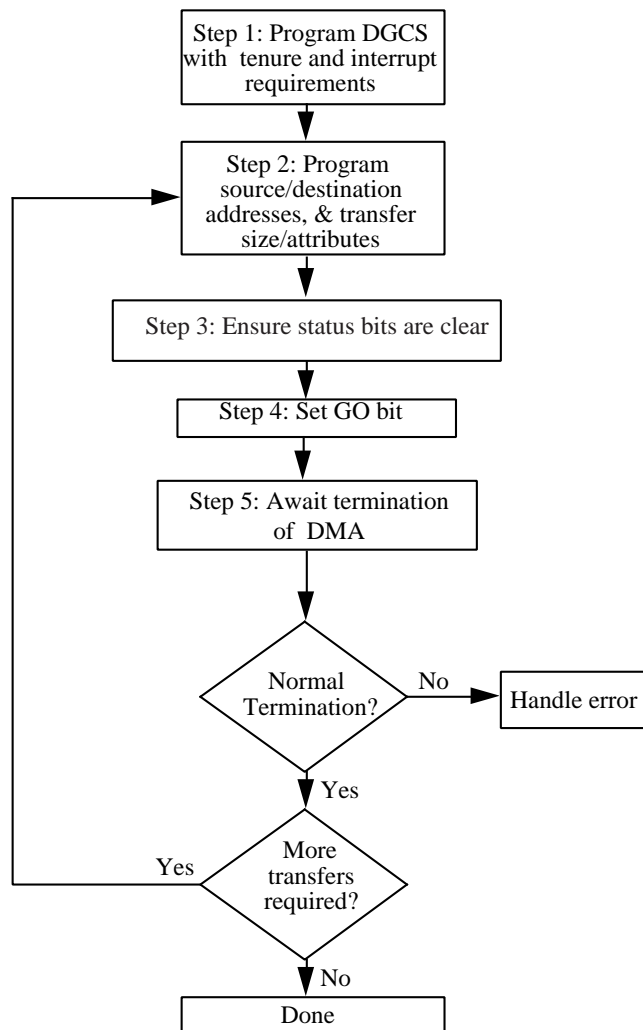 Step 1: Program DGCS
with tenure and interrupt
requirements
Step 2: Program
source/destination
addresses, & transfer
size/attributes
Step 3: Ensure status bits are clear
Step 4: Set GO bit
Step 5: Await termination
of DMA
Normal
Termination?
No
Handle error
Yes
Yes
More
transfers
required?
No
Done